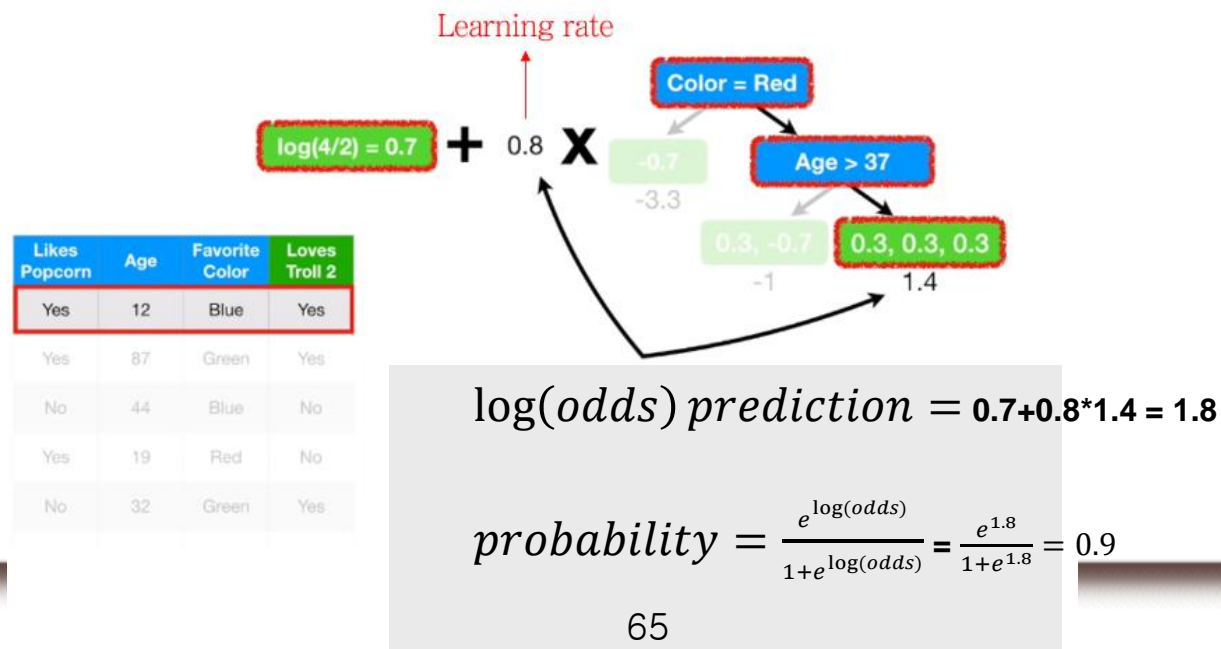 Learning rate
Color = Red
log(4/2) = 0.7 + 0.8 X
-0.7
Age > 37
-3.3
0.3, -0.7
0.3, 0.3, 0.3
-1
1.4
Likes Popcorn Age Favorite Color Loves Troll 2
Yes 12 Blue Yes
Yes 87 Green Yes
No 44 Blue No
Yes 19 Red No
No 32 Green Yes
log(odds) prediction = 0.7+0.8*1.4 = 1.8
probability = e^log(odds) / 1+e^log(odds) = e^1.8 / 1+e^1.8 = 0.9
65